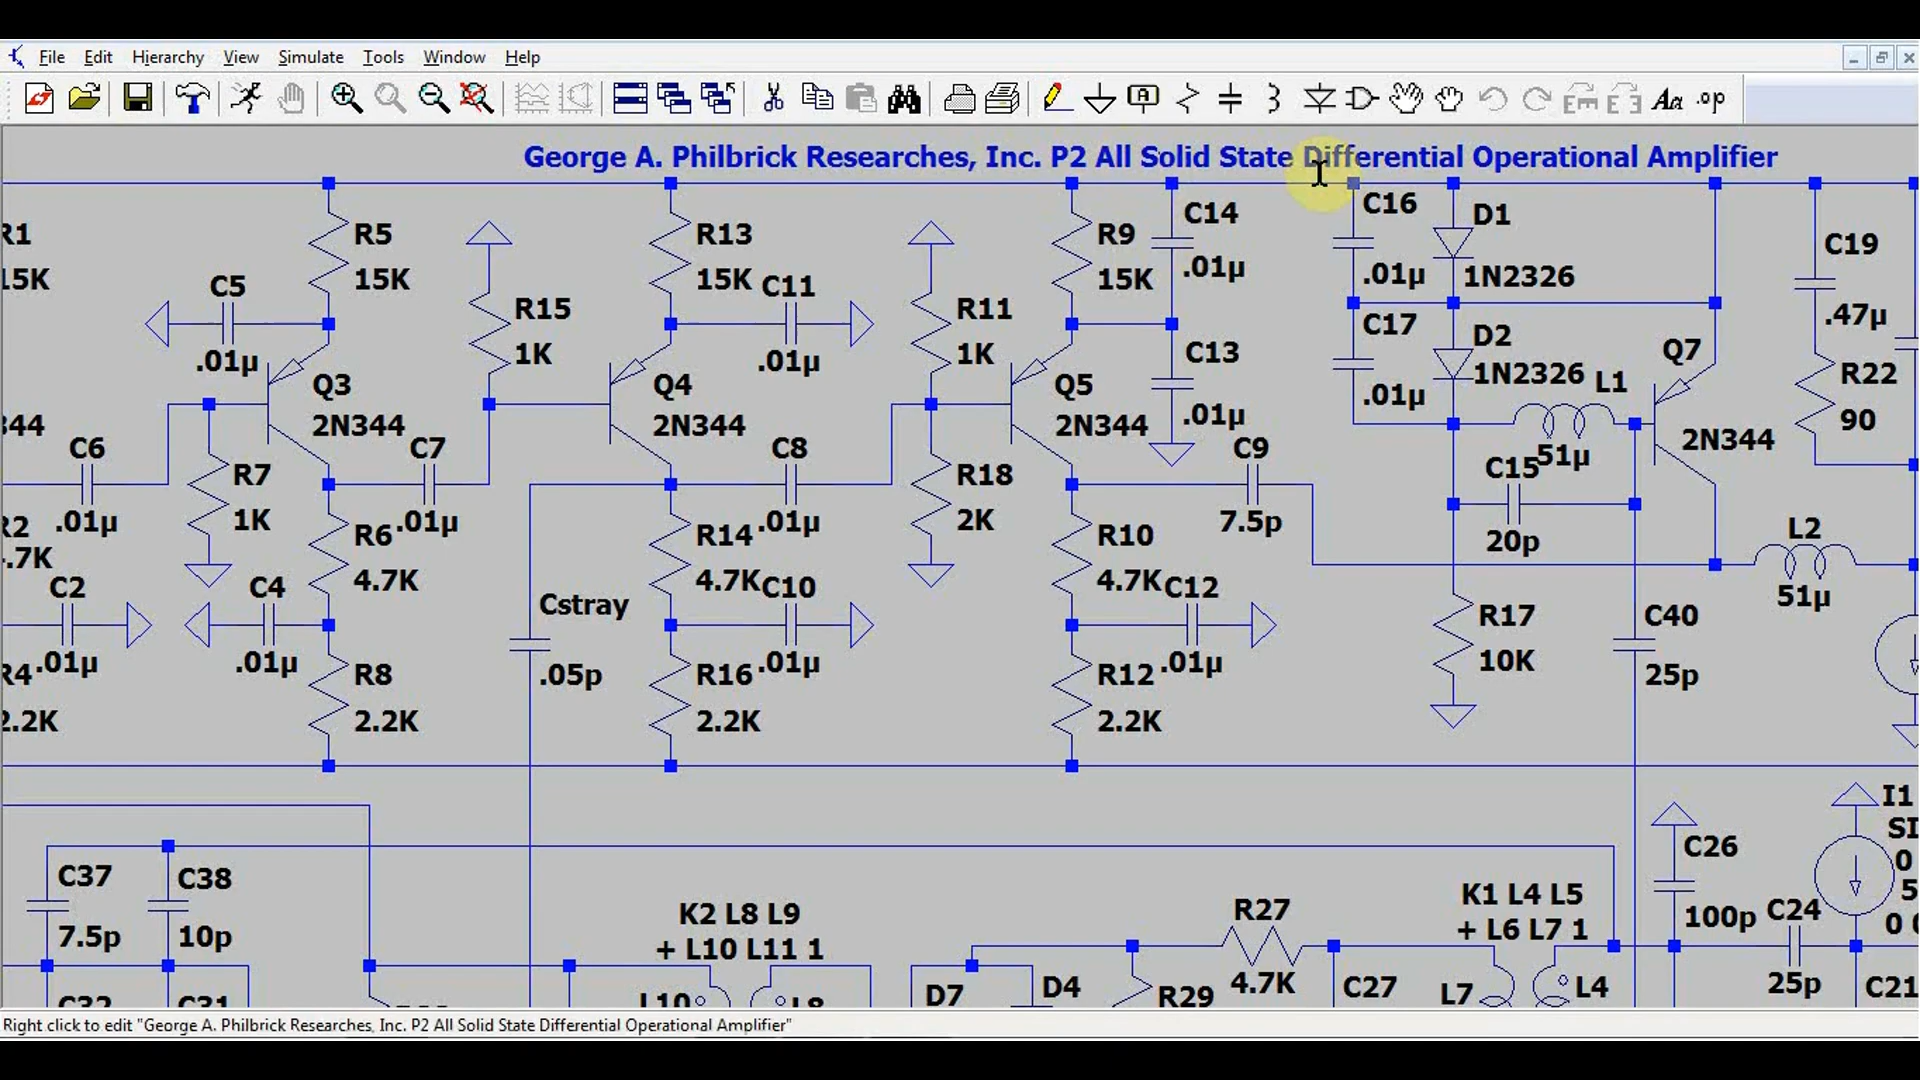 File Edit Hierarchy View Simulate Tools Window Help
A
Aa .op
George A. Philbrick Researches, Inc. P2 All Solid State Differential Operational Amplifier
R1
15K
C5
.01µ
R5
15K
Q3
2N344
R15
1K
R13
15K
C11
.01µ
Q4
2N344
R11
1K
R9
15K
Q5
2N344
C14
.01µ
C13
.01µ
C16
.01µ
D1
1N2326
C17
.01µ
D2
1N2326
L1
51µ
Q7
2N344
C19
.47µ
R22
90
344
C6
.01µ
R7
1K
C7
.01µ
R6
4.7K
C8
.01µ
R14
4.7K
R18
2K
C9
7.5p
R10
4.7K
C15
20p
L2
51µ
R2
4.7K
C2
.01µ
C4
.01µ
Cstray
.05p
C10
.01µ
C12
.01µ
R17
10K
C40
25p
R4
2.2K
R8
2.2K
R16
2.2K
R12
2.2K
C37
7.5p
C38
10p
K2 L8 L9
+ L10 L11 1
R27
4.7K
K1 L4 L5
+ L6 L7 1
C26
100p
C24
25p
I1
SI
0
5
0 0
C32
C31
L10
L8
D7
D4
R29
C27
L7
L4
C21
Right click to edit "George A. Philbrick Researches, Inc. P2 All Solid State Differential Operational Amplifier"